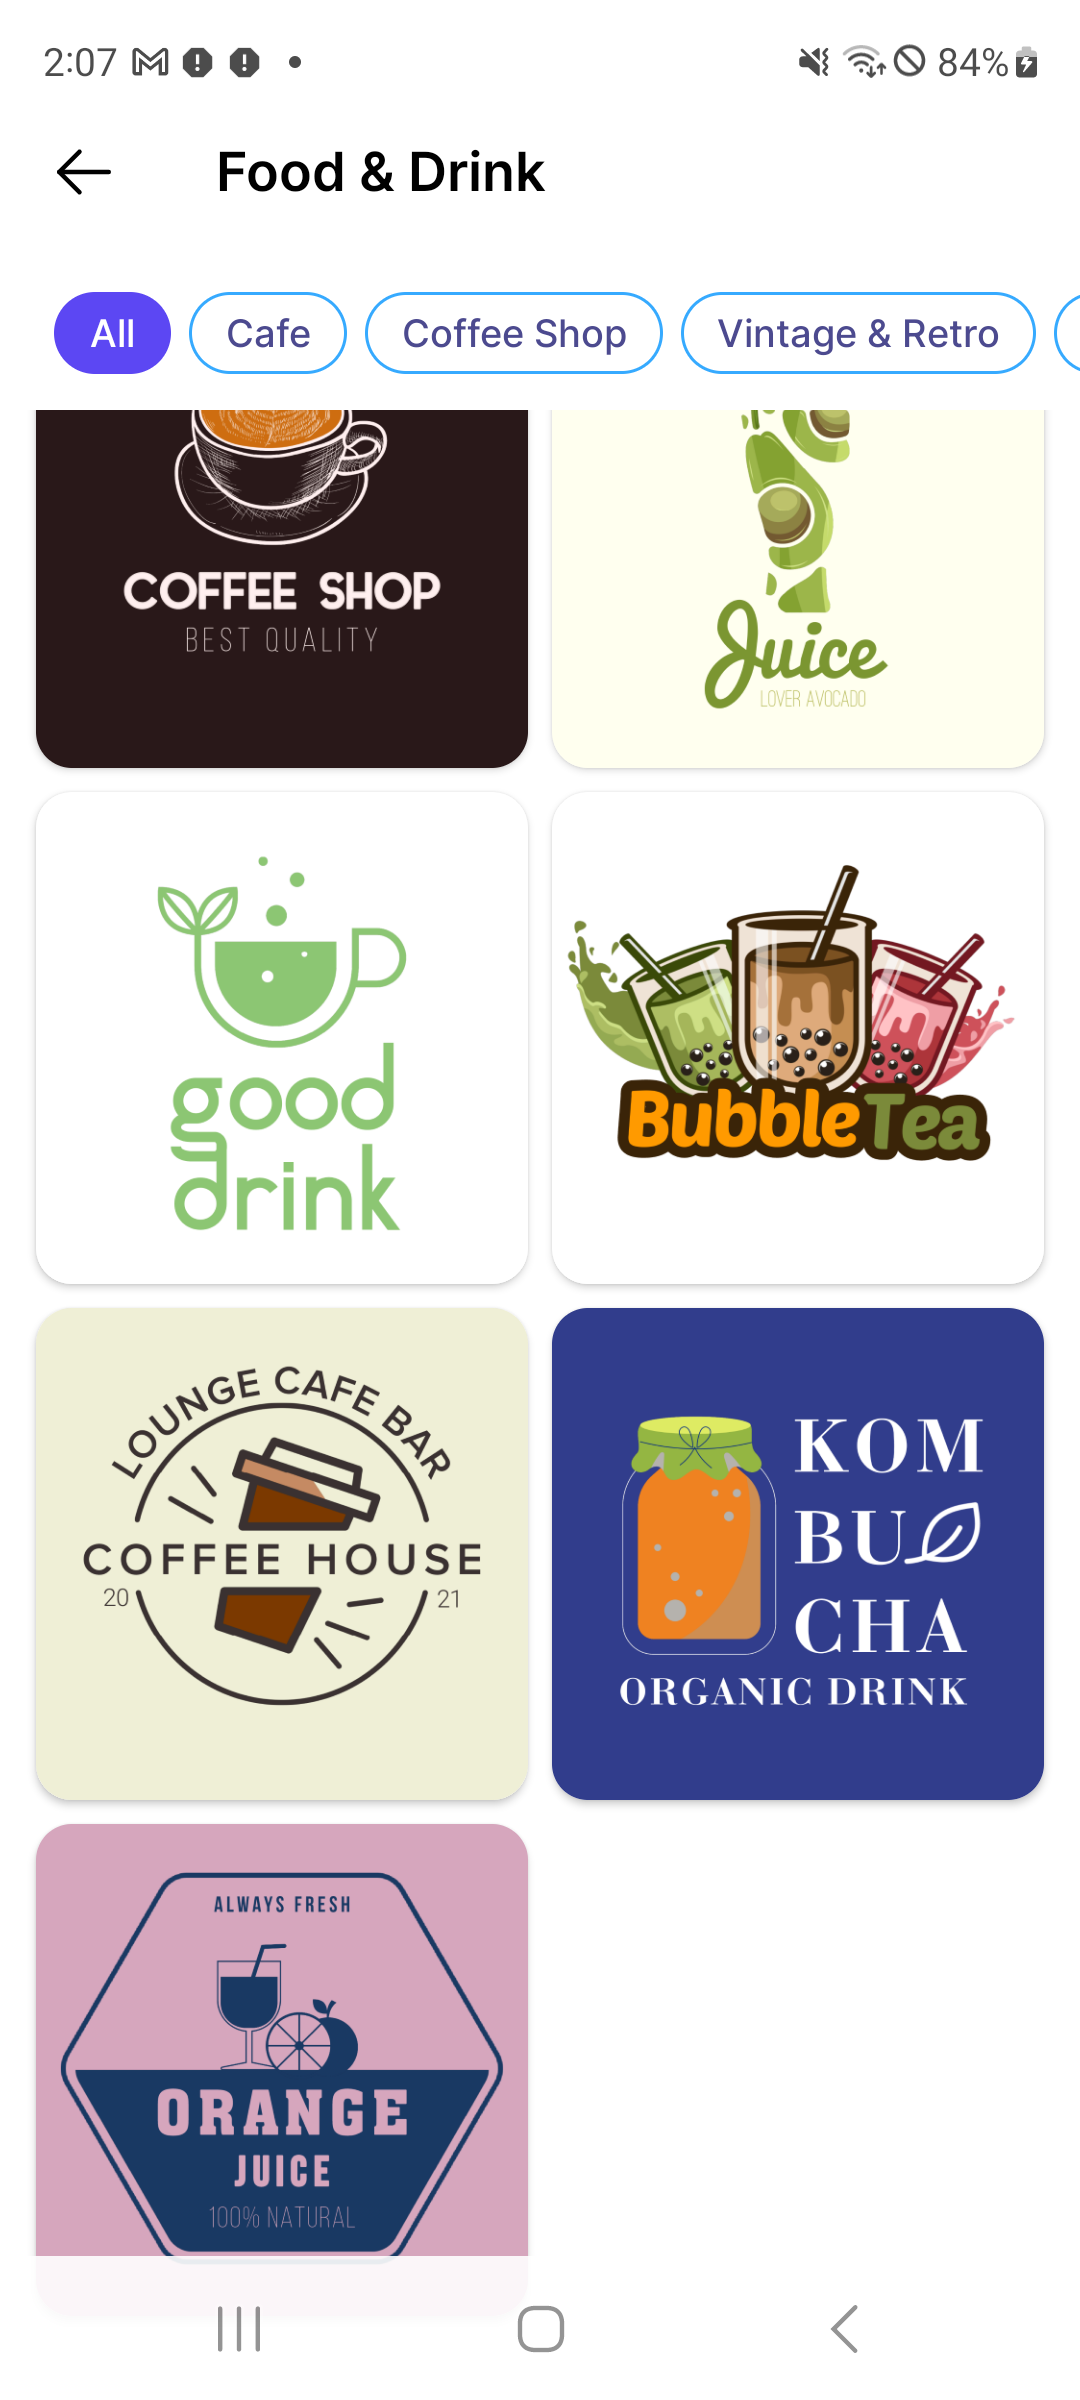 2:07
84%
Food & Drink
All
Cafe
Coffee Shop
Vintage & Retro
COFFEE SHOP
BEST QUALITY
Juice
LOVER AVOCADO
good
drink
BubbleTea
LOUNGE CAFE BAR
COFFEE HOUSE
20
21
KOM
BU
CHA
ORGANIC DRINK
ALWAYS FRESH
ORANGE
JUICE
100% NATURAL